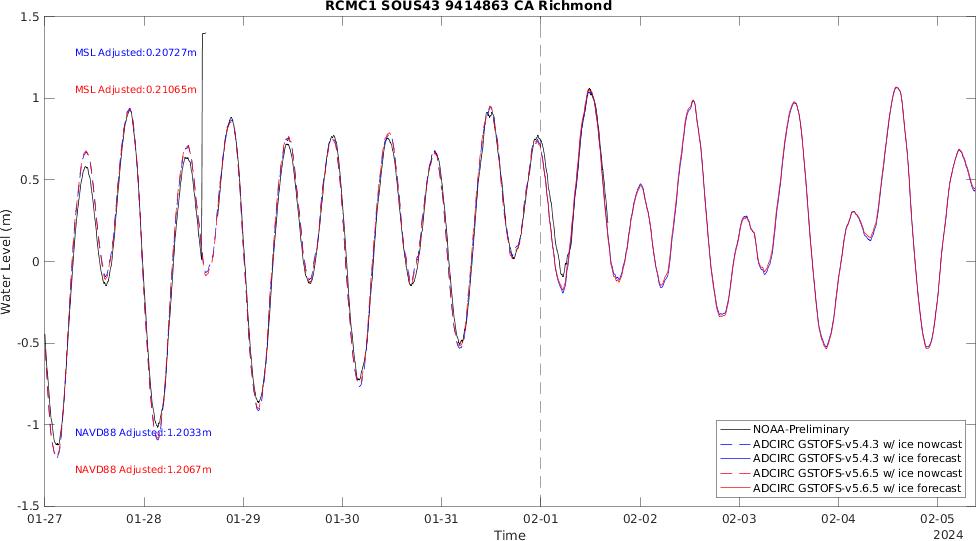 RCMC1 SOUS43 9414863 CA Richmond
1.5
MSL Adjusted:0.20727m
MSL Adjusted:0.21065m
1
0.5
0
-0.5
-1
-1.5
Water Level (m)
NAVD88 Adjusted:1.2033m
NAVD88 Adjusted:1.2067m
NOAA-Preliminary
ADCIRC GSTOFS-v5.4.3 w/ ice nowcast
ADCIRC GSTOFS-v5.4.3 w/ ice forecast
ADCIRC GSTOFS-v5.6.5 w/ ice nowcast
ADCIRC GSTOFS-v5.6.5 w/ ice forecast
01-27 01-28 01-29 01-30 01-31 02-01 02-02 02-03 02-04 02-05
Time
2024